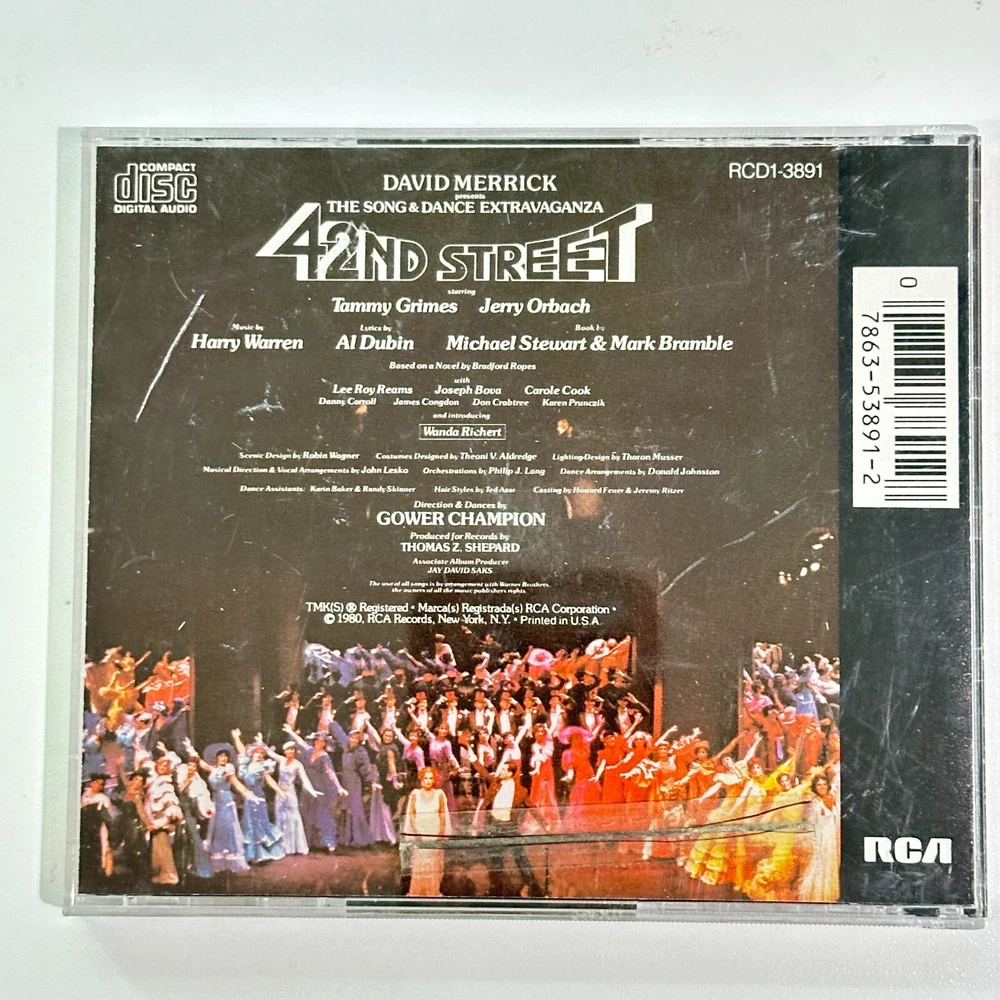 COMPACT
disc
DIGITAL AUDIO
RCD1-3891
DAVID MERRICK
presents
THE SONG & DANCE EXTRAVAGANZA
42ND STREET
starring
Tammy Grimes Jerry Orbach
Music by Lyrics by Book by
Harry Warren Al Dubin Michael Stewart & Mark Bramble
Based on a Novel by Bradford Ropes
with
Lee Roy Reams Joseph Bova Carole Cook
Danny Carroll James Congdon Don Crabtree Karen Prunczik
and introducing
Wanda Richert
Scenic Design by Robin Wagner Costumes Designed by Theoni V. Aldredge Lighting Design by Tharon Musser
Musical Direction & Vocal Arrangements by John Lesko Orchestrations by Philip J. Lang Dance Arrangements by Donald Johnston
Dance Assistants: Karin Baker & Randy Skinner Hair Styles by Ted Azar Casting by Howard Feuer & Jeremy Ritzer
Direction & Dances by
GOWER CHAMPION
Produced for Records by
THOMAS Z. SHEPARD
Associate Album Producer
JAY DAVID SAKS
The use of all songs is by arrangement with Warner Brothers,
the owners of all the music publishers rights.
TMK(S) ® Registered • Marca(s) Registrada(s) RCA Corporation •
© 1980, RCA Records, New York, N.Y. • Printed in U.S.A.
0 7863-53891-2
RCA